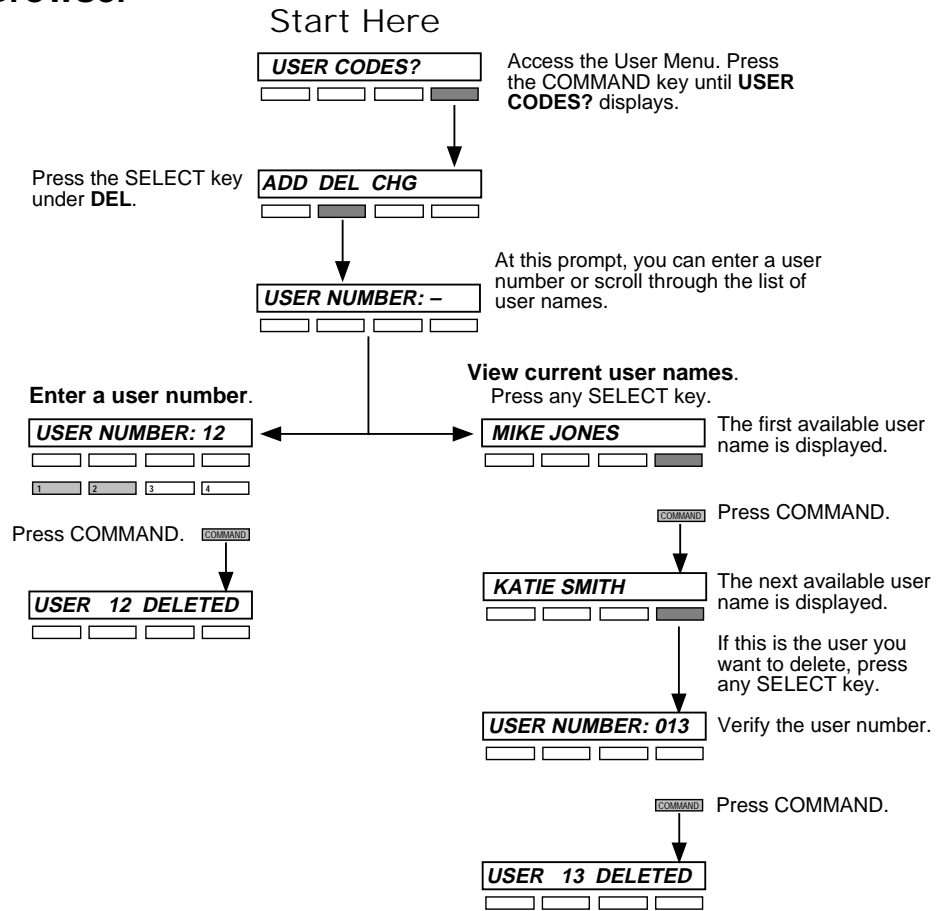 Start Here
USER CODES?
Access the User Menu. Press
the COMMAND key until USER
CODES? displays.
Press the SELECT key
under DEL.
ADD DEL CHG
At this prompt, you can enter a user
number or scroll through the list of
user names.
USER NUMBER: –
Enter a user number.
View current user names.
Press any SELECT key.
USER NUMBER: 12
1 2 3 4
MIKE JONES
The first available user
name is displayed.
Press COMMAND. COMMAND
COMMAND Press COMMAND.
USER 12 DELETED
KATIE SMITH
The next available user
name is displayed.
If this is the user you
want to delete, press
any SELECT key.
USER NUMBER: 013
Verify the user number.
COMMAND Press COMMAND.
USER 13 DELETED